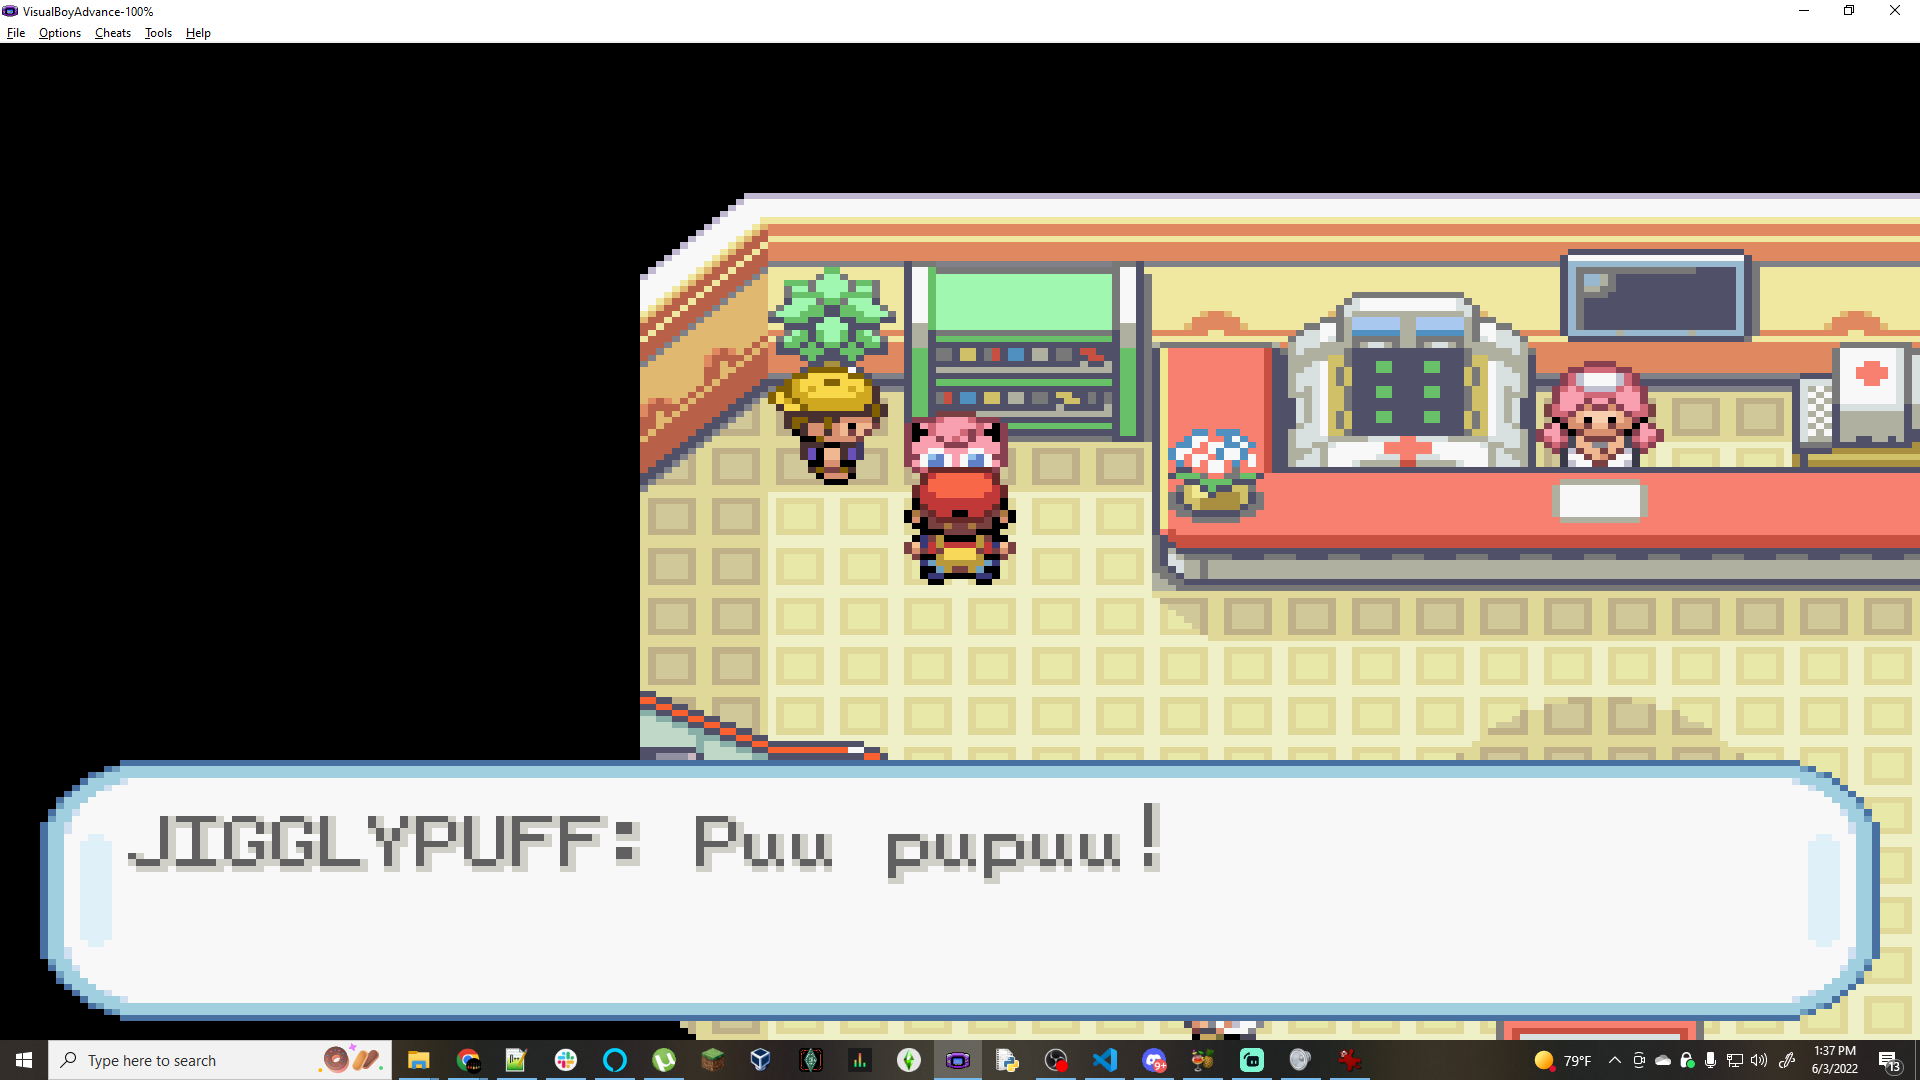 VisualBoyAdvance-100%
File Options Cheats Tools Help
JIGGLYPUFF: Puu pupuu!
Type here to search
9+
79°F
1:37 PM
6/3/2022
13